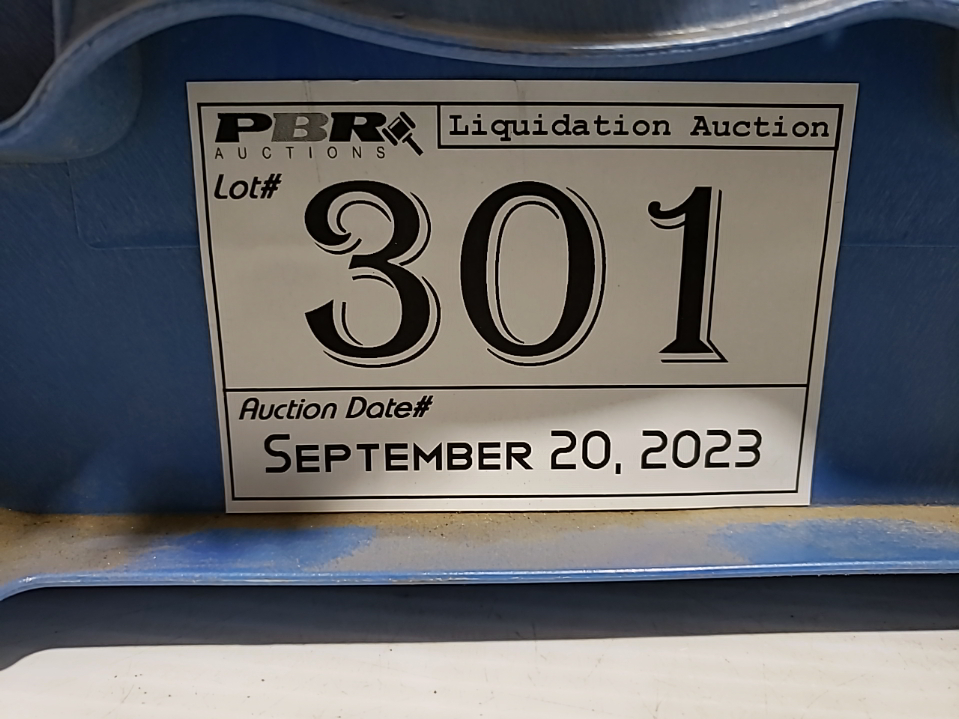 PBR
AUCTIONS
Liquidation Auction
Lot#
301
Auction Date#
SEPTEMBER 20, 2023